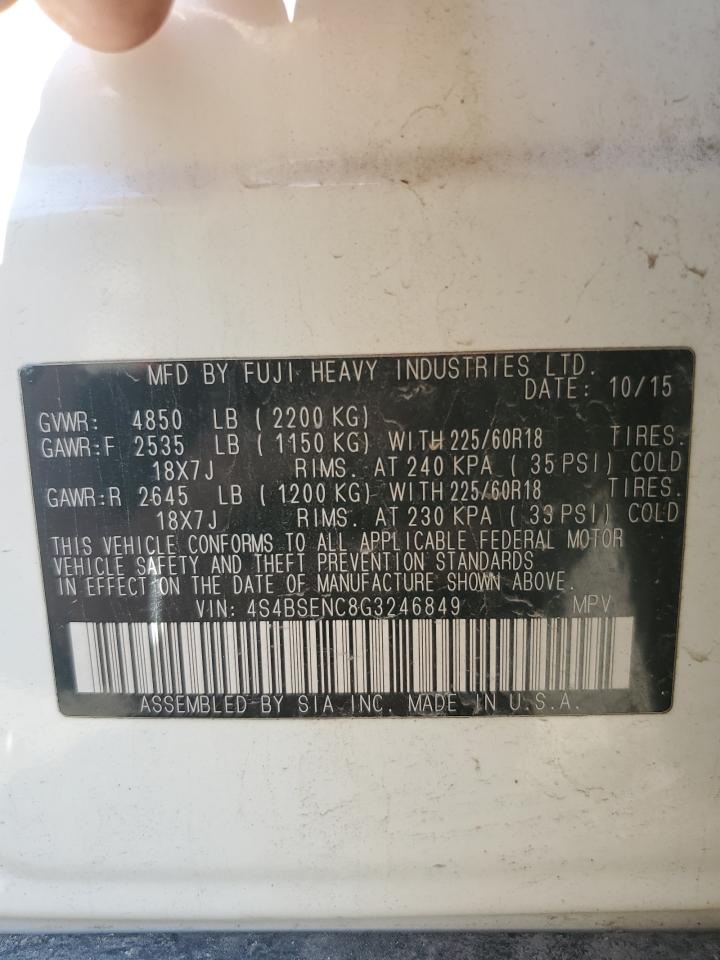 MFD BY FUJI HEAVY INDUSTRIES LTD.
DATE: 10/15
GVWR: 4850 LB ( 2200 KG)
GAWR:F 2535 LB ( 1150 KG) WITH 225/60R18 TIRES.
18X7J RIMS. AT 240 KPA ( 35 PSI) COLD
GAWR:R 2645 LB ( 1200 KG) WITH 225/60R18 TIRES.
18X7J RIMS. AT 230 KPA ( 33 PSI) COLD
THIS VEHICLE CONFORMS TO ALL APPLICABLE FEDERAL MOTOR
VEHICLE SAFETY AND THEFT PREVENTION STANDARDS
IN EFFECT ON THE DATE OF MANUFACTURE SHOWN ABOVE.
VIN: 4S4BSENC8G3246849 MPV
ASSEMBLED BY SIA INC. MADE IN U.S.A.